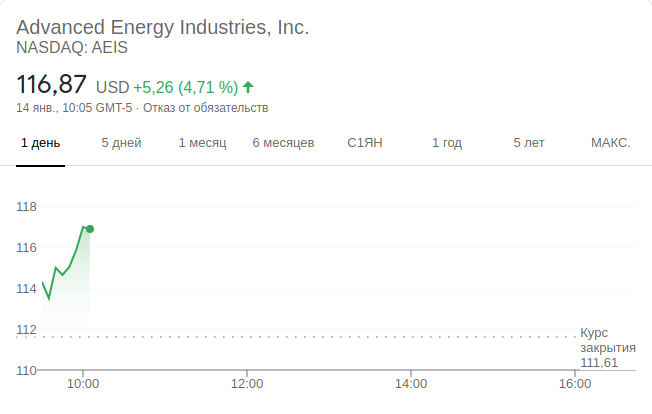 Advanced Energy Industries, Inc.
NASDAQ: AEIS
116,87 USD +5,26 (4,71 %)
14 янв., 10:05 GMT-5 · Отказ от обязательств
1 день 5 дней 1 месяц 6 месяцев С1ЯН 1 год 5 лет МАКС.
118
116
114
112
Курс
закрытия
111,61
110
10:00 12:00 14:00 16:00